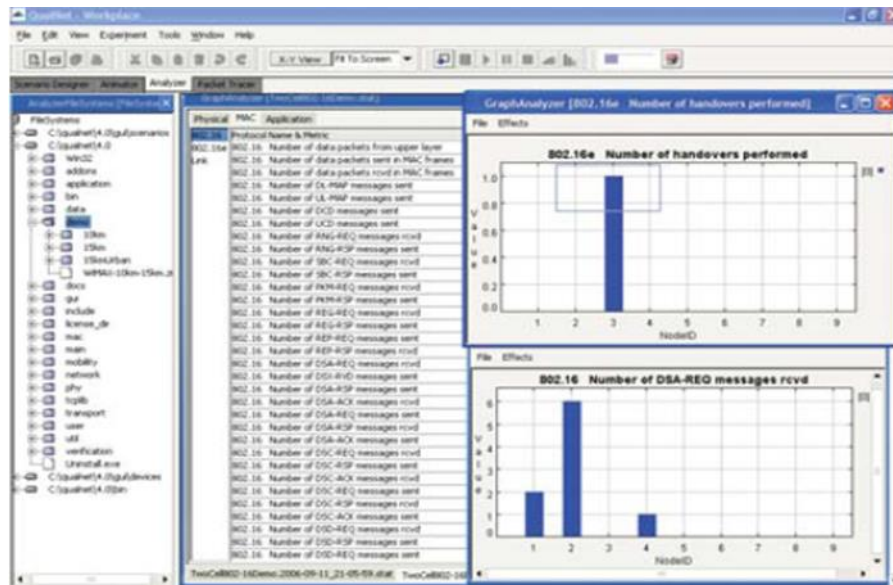 QualNet - Workplace
File Edit View Experiment Tools Window Help
X-Y View Fit To Screen
Scenario Designer Animator Analyzer Packet Tracer
FileSystems
C:\qualnet\4.0\gui\scenarios
C:\qualnet\4.0
Win32
addons
application
bin
data
demo
10km
15km
15kmUrban
docs
gui
include
license_dir
mac
main
mobility
network
phy
tcplib
transport
user
util
verification
Uninstall.exe
C:\qualnet\4.0\gui\devices
C:\qualnet\4.0\bin
Physical MAC Application
802.16
802.16e
Link
Protocol Name & Metric
802.16 Number of data packets from upper layer
802.16 Number of data packets sent in MAC frames
802.16 Number of data packets rcvd in MAC frames
802.16 Number of DL-MAP messages sent
802.16 Number of UL-MAP messages sent
802.16 Number of DCD messages sent
802.16 Number of UCD messages sent
802.16 Number of RNG-REQ messages rcvd
802.16 Number of RNG-RSP messages sent
802.16 Number of SBC-REQ messages rcvd
802.16 Number of SBC-RSP messages sent
802.16 Number of PKM-REQ messages rcvd
802.16 Number of PKM-RSP messages sent
802.16 Number of REG-REQ messages rcvd
802.16 Number of REG-RSP messages sent
802.16 Number of REP-REQ messages sent
802.16 Number of REP-RSP messages rcvd
802.16 Number of DSA-REQ messages rcvd
802.16 Number of DSX-RVD messages sent
802.16 Number of DSA-RSP messages sent
802.16 Number of DSA-ACK messages rcvd
802.16 Number of DSA-REQ messages sent
802.16 Number of DSA-RSP messages rcvd
802.16 Number of DSA-ACK messages sent
802.16 Number of DSC-REQ messages rcvd
802.16 Number of DSC-RSP messages sent
802.16 Number of DSC-ACK messages rcvd
802.16 Number of DSC-REQ messages sent
802.16 Number of DSC-RSP messages rcvd
802.16 Number of DSC-ACK messages sent
802.16 Number of DSD-REQ messages rcvd
802.16 Number of DSD-RSP messages sent
802.16 Number of DSD-REQ messages sent
GraphAnalyzer [802.16e Number of handovers performed]
File Effects
802.16e Number of handovers performed
Value
1.0
0.8
0.6
0.4
0.2
0.0
1 2 3 4 5 6 7 8 9
NodeID
[0]
File Effects
802.16 Number of DSA-REQ messages rcvd
Value
6
5
4
3
2
1
0
1 2 3 4 5 6 7 8 9
NodeID
[0]